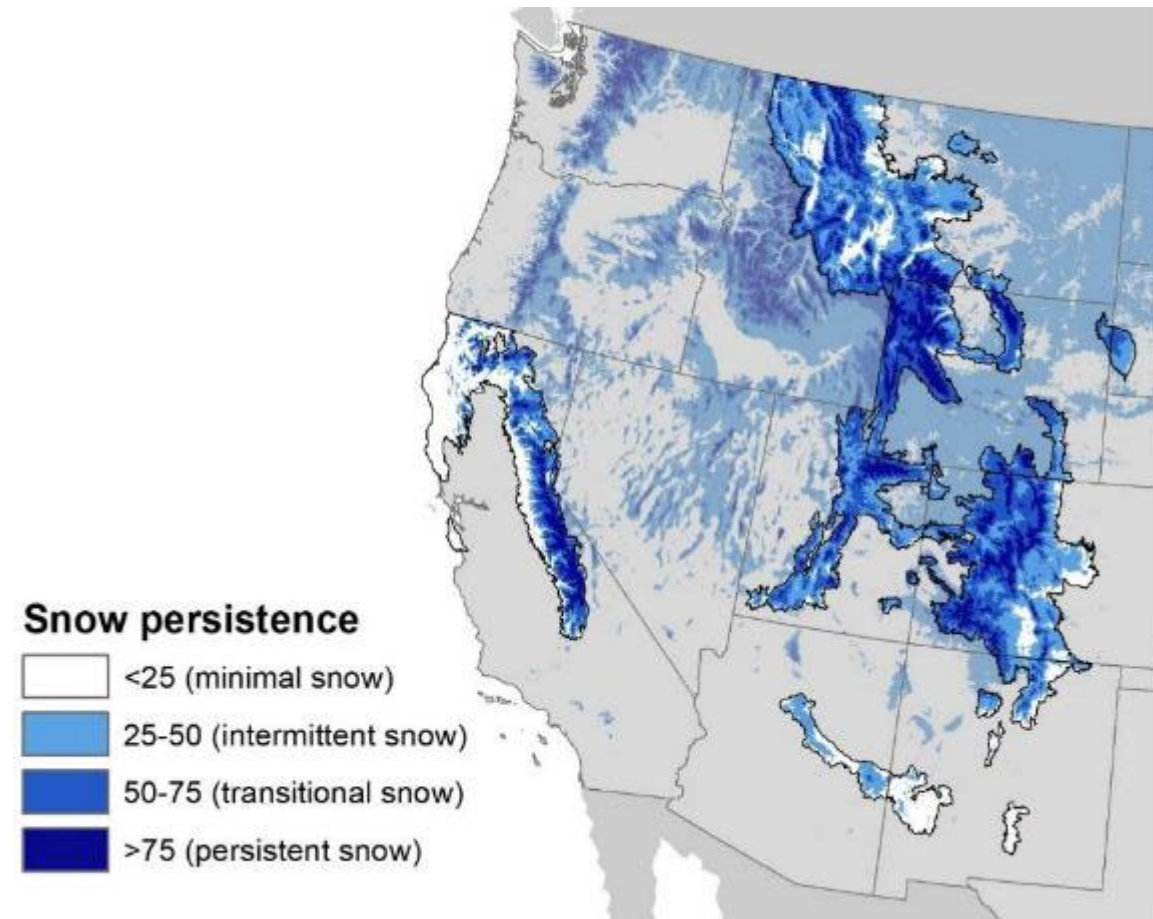 Snow persistence
<25 (minimal snow)
25-50 (intermittent snow)
50-75 (transitional snow)
>75 (persistent snow)